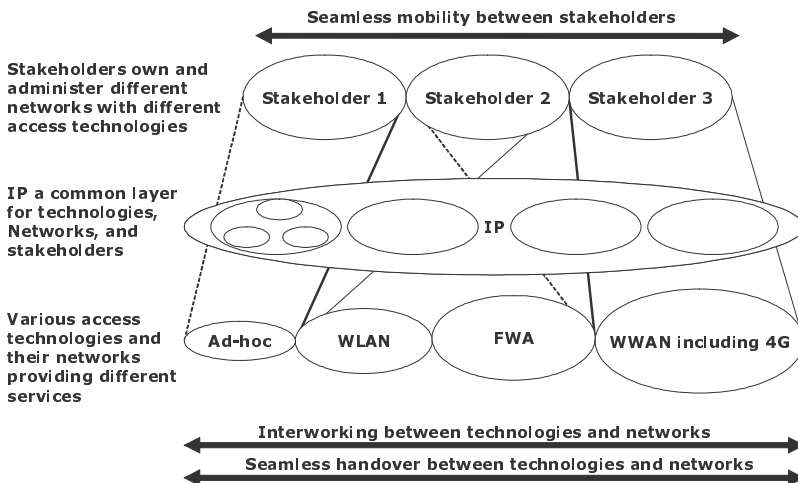 Seamless mobility between stakeholders
Stakeholders own and
administer different
networks with different
access technologies
Stakeholder 1
Stakeholder 2
Stakeholder 3
IP a common layer
for technologies,
Networks, and
stakeholders
IP
Various access
technologies and
their networks
providing different
services
Ad-hoc
WLAN
FWA
WWAN including 4G
Interworking between technologies and networks
Seamless handover between technologies and networks